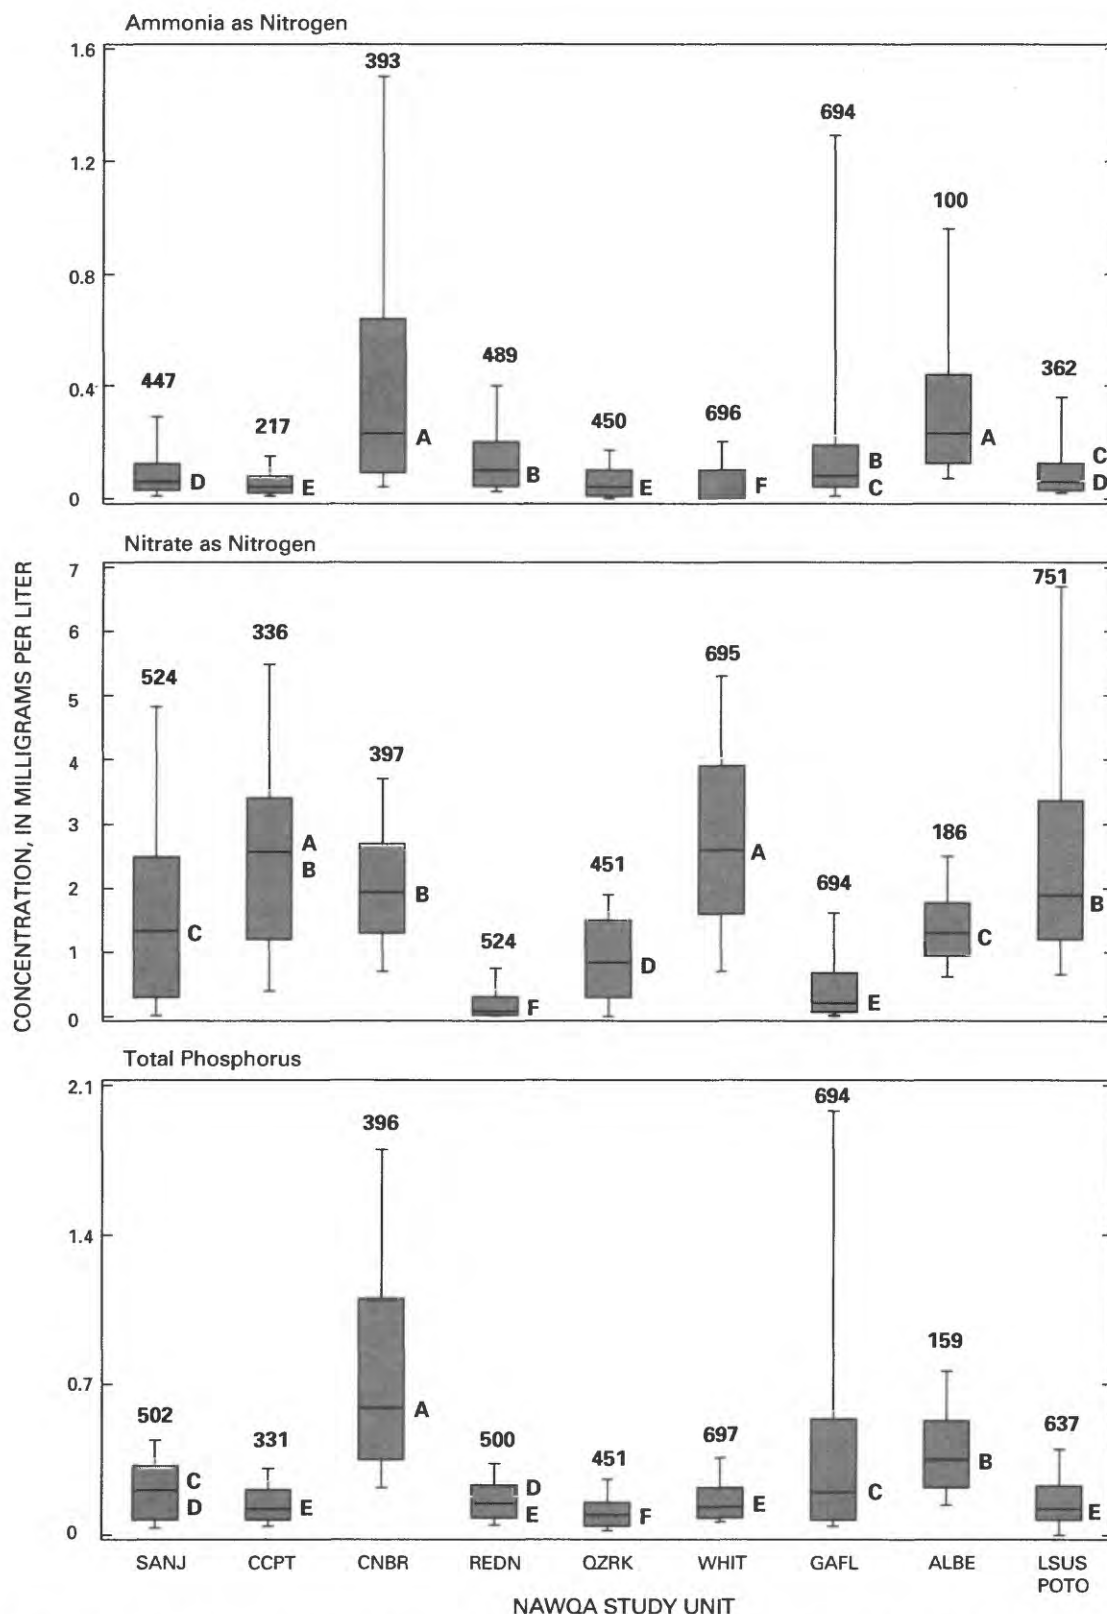 Ammonia as Nitrogen
1.6
1.2
0.8
0.4
0
393
694
100
489
447
362
217
450
696
A
B
A
B
C
C
D
E
B
E
F
D
Nitrate as Nitrogen
7
6
5
4
3
2
1
0
751
336
695
524
397
186
451
694
524
A
B
B
A
C
D
C
B
F
E
Total Phosphorus
2.1
1.4
0.7
0
694
396
159
502
331
500
451
697
637
A
B
C
D
E
D
E
F
E
C
E
CONCENTRATION, IN MILLIGRAMS PER LITER
SANJ CCPT CNBR REDN QZRK WHIT GAFL ALBE LSUS
POTO
NAWQA STUDY UNIT